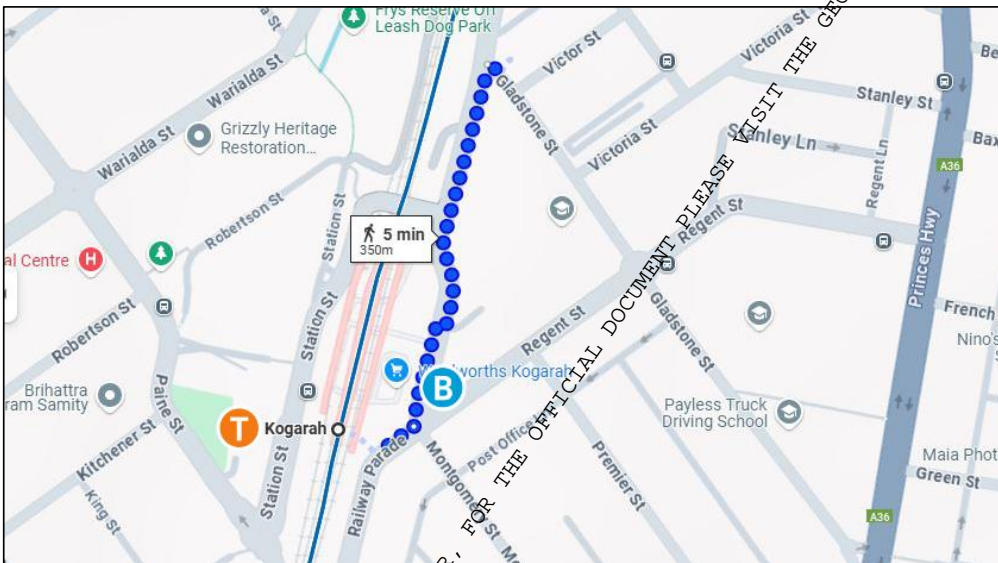 Frys Reserve Off
Leash Dog Park
Warialda St
Warialda St
Grizzly Heritage
Restoration...
Victor St
Victoria St
Gladstone St
Victoria St
Stanley St
Stanley Ln
Regent Ln
A36
Princes Hwy
Robertson St
Station St
5 min
350m
Regent St
al Centre
H
Robertson St
Station St
Regent St
Gladstone St
French
Nino's
Woolworths Kogarah
B
Brihattra
ram Samity
Paine St
T
Kogarah
Payless Truck
Driving School
Kitchener St
Station St
Railway Parade
Post Office
Montgomery St
Premier St
King St
Maia Phot
Green St
A36
R, FOR THE OFFICIAL DOCUMENT PLEASE VISIT THE GEO